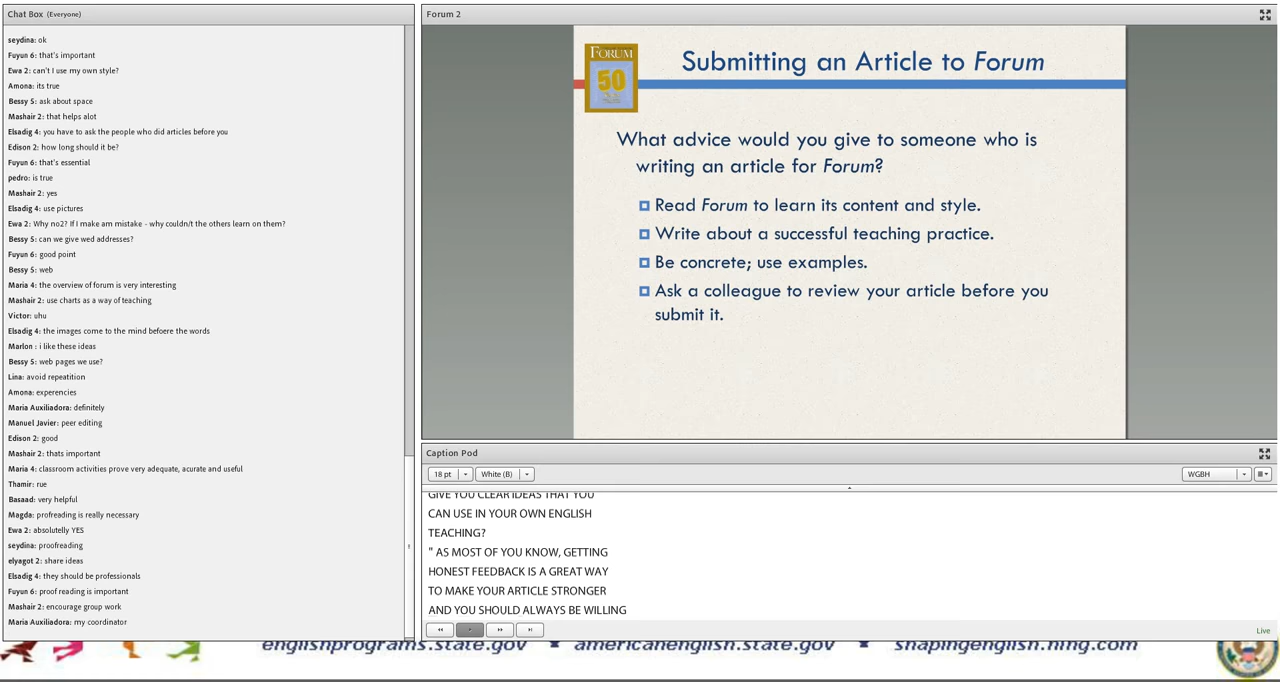 Chat Box (Everyone)
seydina: ok
Fuyun 6: that's important
Ewa 2: can't I use my own style?
Amona: its true
Bessy S: ask about space
Mashair 2: that helps alot
Elsadig 4: you have to ask the people who did articles before you
Edison 2: how long should it be?
Fuyun 6: that's essential
pedro: is true
Mashair 2: yes
Elsadig 4: use pictures
Ewa 2: Why no2? If I make am mistake - why couldn/t the others learn on them?
Bessy S: can we give wed addresses?
Fuyun 6: good point
Bessy S: web
Maria 4: the overview of forum is very interesting
Mashair 2: use charts as a way of teaching
Victor: uhu
Elsadig 4: the images come to the mind befoere the words
Marlon : i like these ideas
Bessy S: web pages we use?
Lina: avoid repeatition
Amona: experencies
Maria Auxiliadora: definitely
Manuel Javier: peer editing
Edison 2: good
Mashair 2: thats important
Maria 4: classroom activities prove very adequate, acurate and useful
Thamir: rue
Basaad: very helpful
Magda: profreading is really necessary
Ewa 2: absolutelly YES
seydina: proofreading
elyagot 2: share ideas
Elsadig 4: they should be professionals
Fuyun 6: proof reading is important
Mashair 2: encourage group work
Maria Auxiliadora: my coordinator
Forum 2
FORUM
50
Submitting an Article to Forum
What advice would you give to someone who is
writing an article for Forum?
Read Forum to learn its content and style.
Write about a successful teaching practice.
Be concrete; use examples.
Ask a colleague to review your article before you
submit it.
Caption Pod
18 pt White (B) WGBH
GIVE YOU CLEAR IDEAS THAT YOU
CAN USE IN YOUR OWN ENGLISH
TEACHING?
" AS MOST OF YOU KNOW, GETTING
HONEST FEEDBACK IS A GREAT WAY
TO MAKE YOUR ARTICLE STRONGER
AND YOU SHOULD ALWAYS BE WILLING
Live
englishprograms.state.gov ▪ americanenglish.state.gov ▪ shapingenglish.ning.com